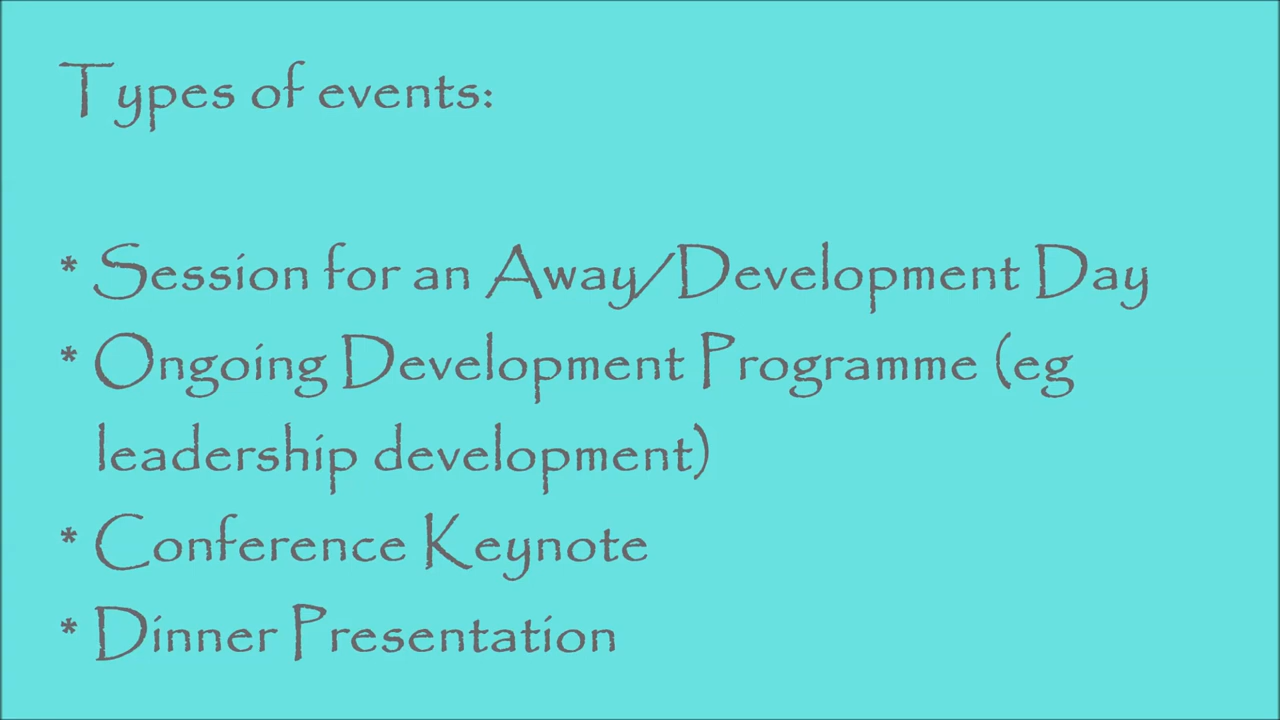 Types of events:
* Session for an Away/Development Day
* Ongoing Development Programme (eg
leadership development)
* Conference Keynote
* Dinner Presentation